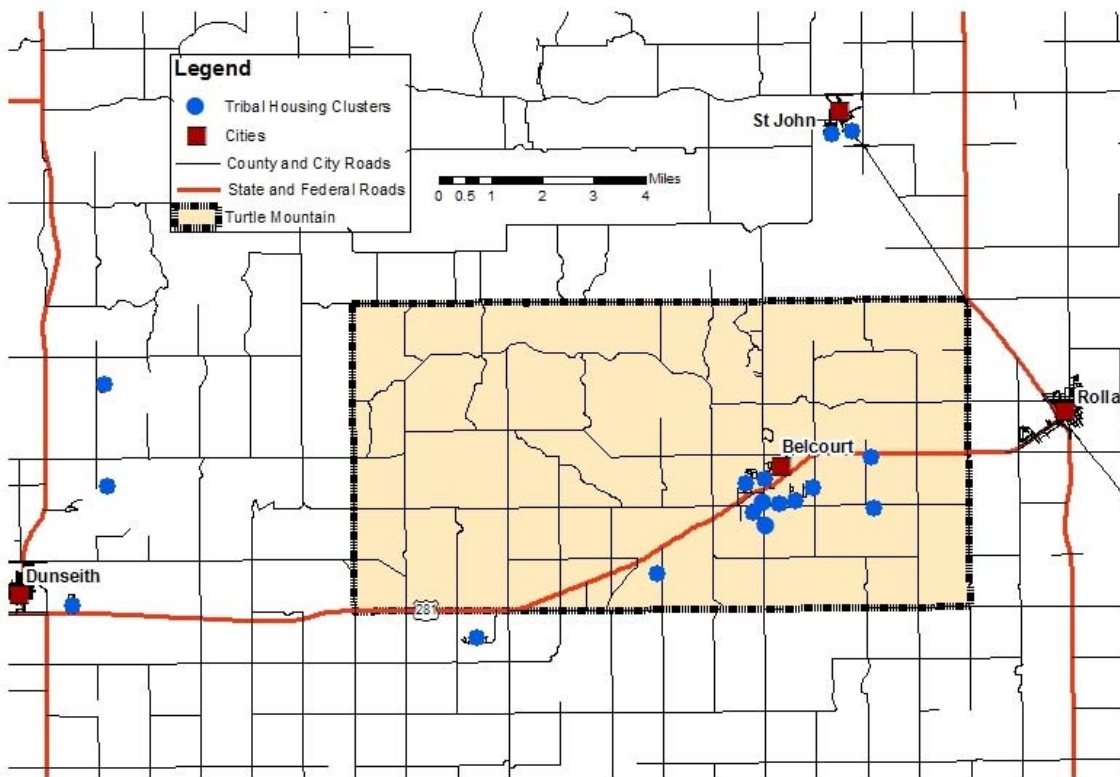 Legend
Tribal Housing Clusters
Cities
County and City Roads
State and Federal Roads
Turtle Mountain
St John
Miles
0 0.5 1 2 3 4
Rolla
Belcourt
Dunseith
281